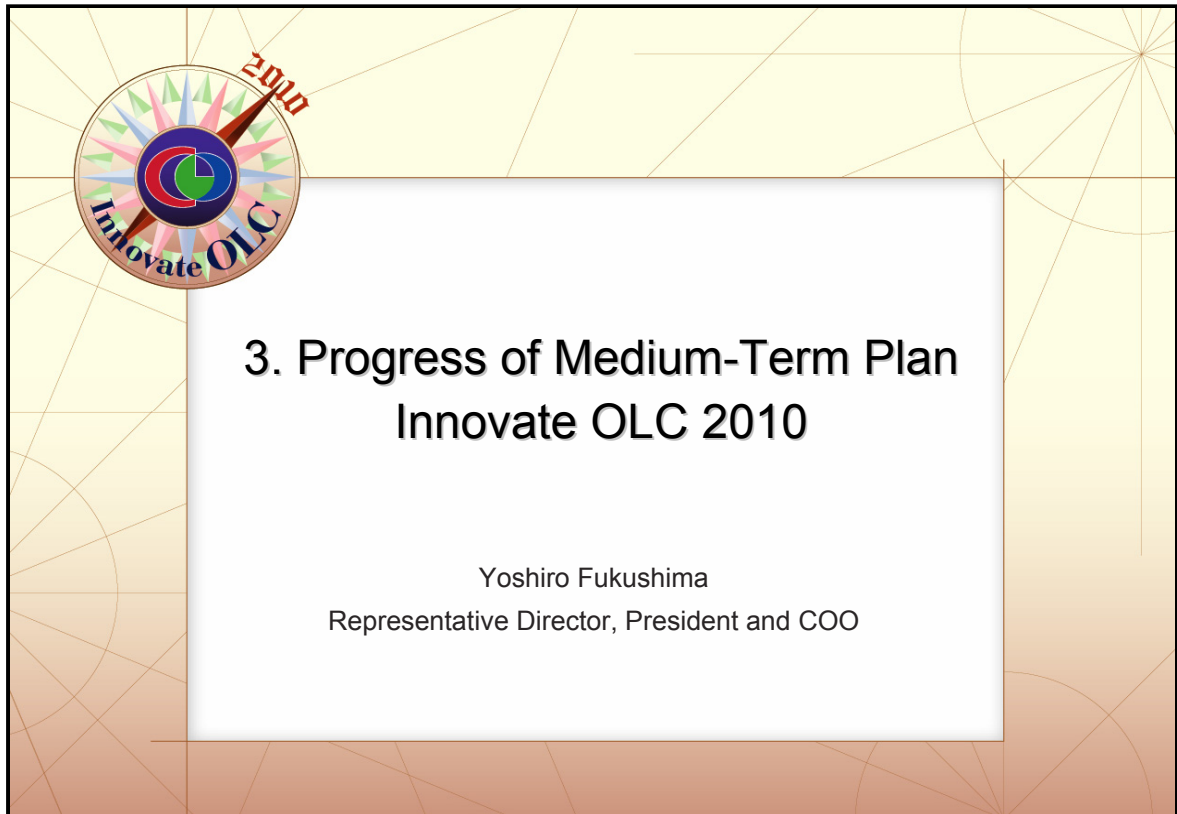 2010
Innovate OLC
3. Progress of Medium-Term Plan
Innovate OLC 2010
Yoshiro Fukushima
Representative Director, President and COO